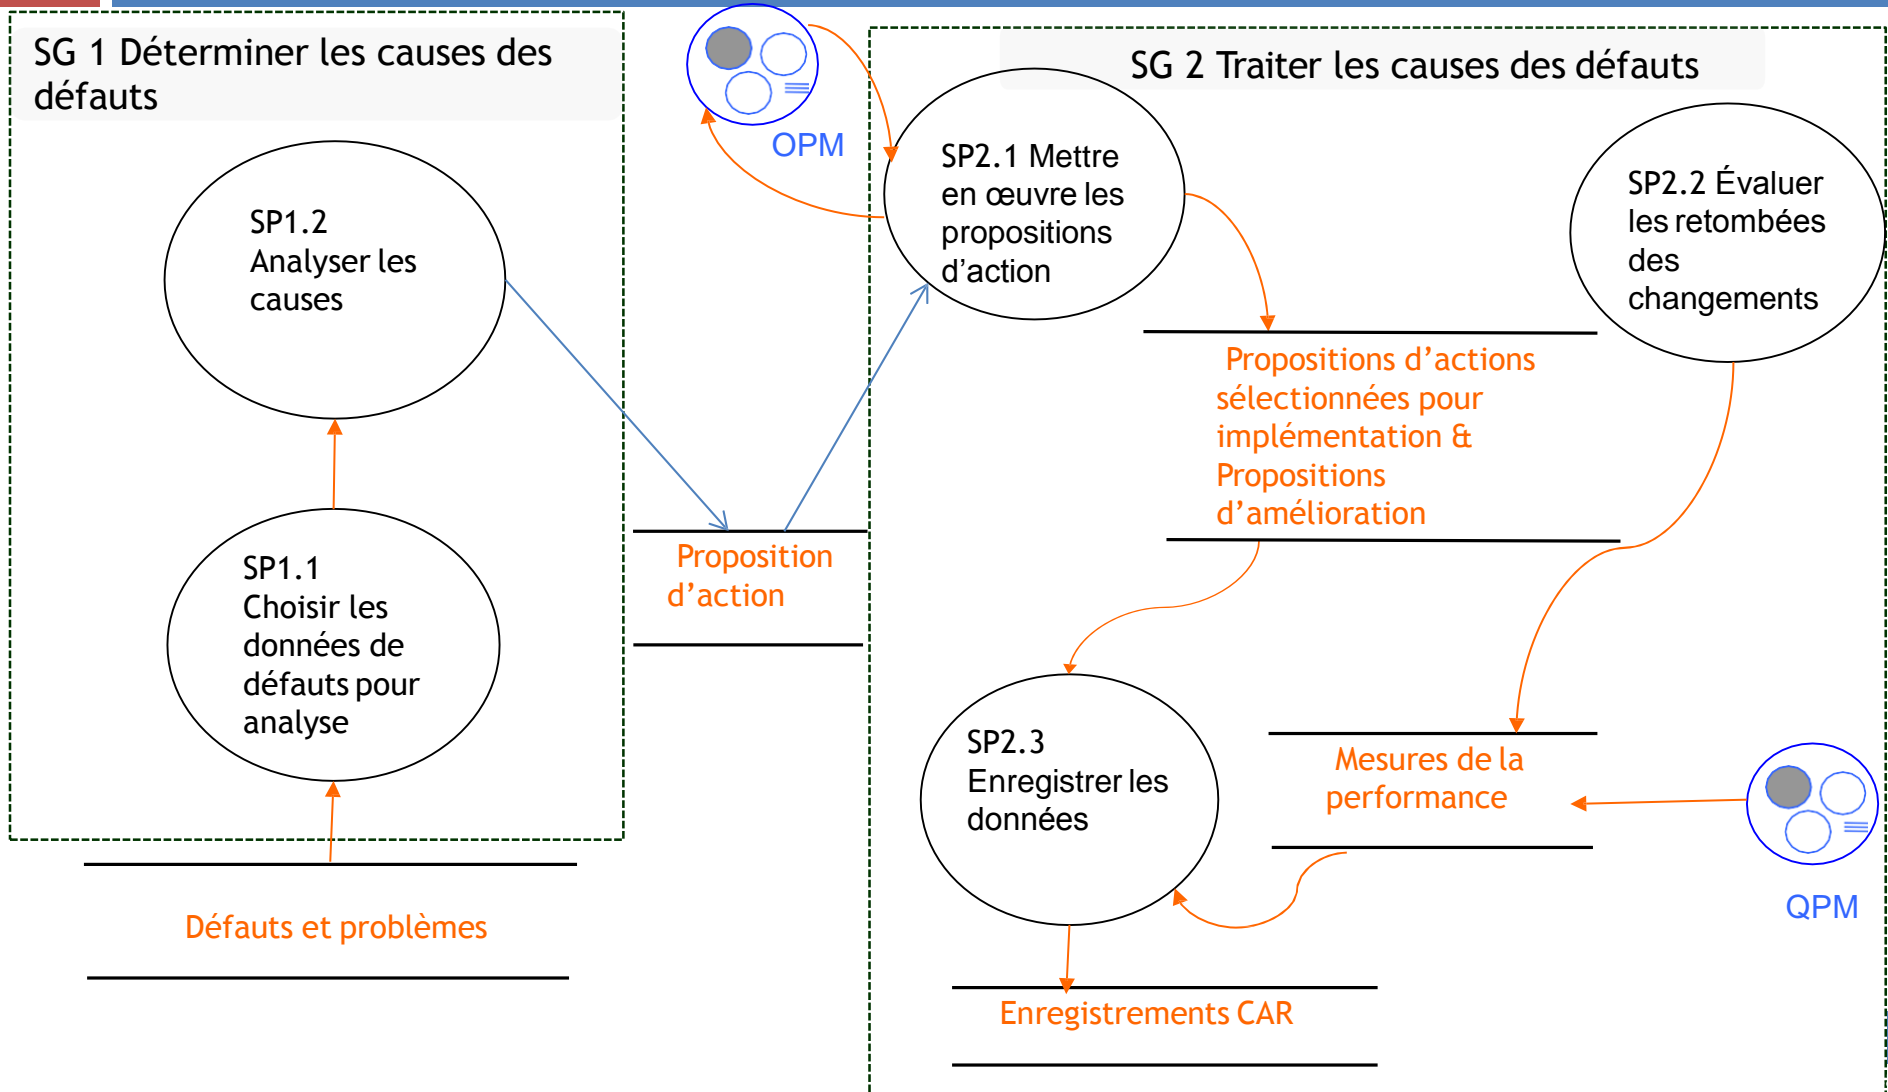 SG 1 Déterminer les causes des
défauts
OPM
SG 2 Traiter les causes des défauts
SP1.2
Analyser les
causes
SP2.1 Mettre
en œuvre les
propositions
d’action
SP2.2 Évaluer
les retombées
des
changements
Propositions d’actions
sélectionnées pour
implémentation &
Propositions
d’amélioration
SP1.1
Choisir les
données de
défauts pour
analyse
Proposition
d’action
SP2.3
Enregistrer les
données
Mesures de la
performance
QPM
Défauts et problèmes
Enregistrements CAR